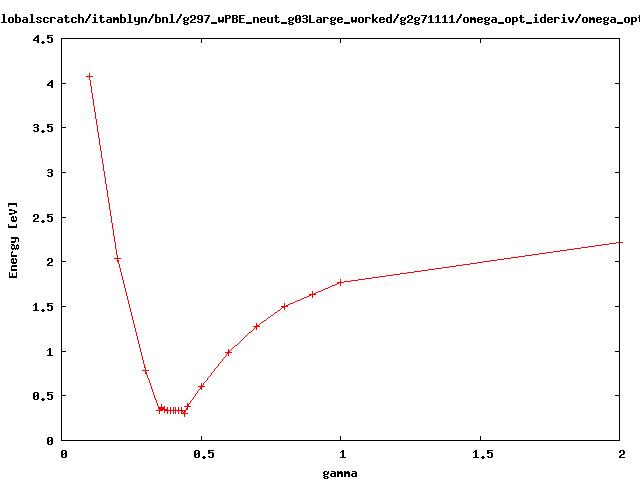 lobalscratch/itamblyn/bnl/g297_wPBE_neut_g03Large_worked/g2g71111/omega_opt_ideriv/omega_opt
4.5
4
3.5
3
2.5
2
1.5
1
0.5
0
Energy [eV]
0 0.5 1 1.5 2
gamma